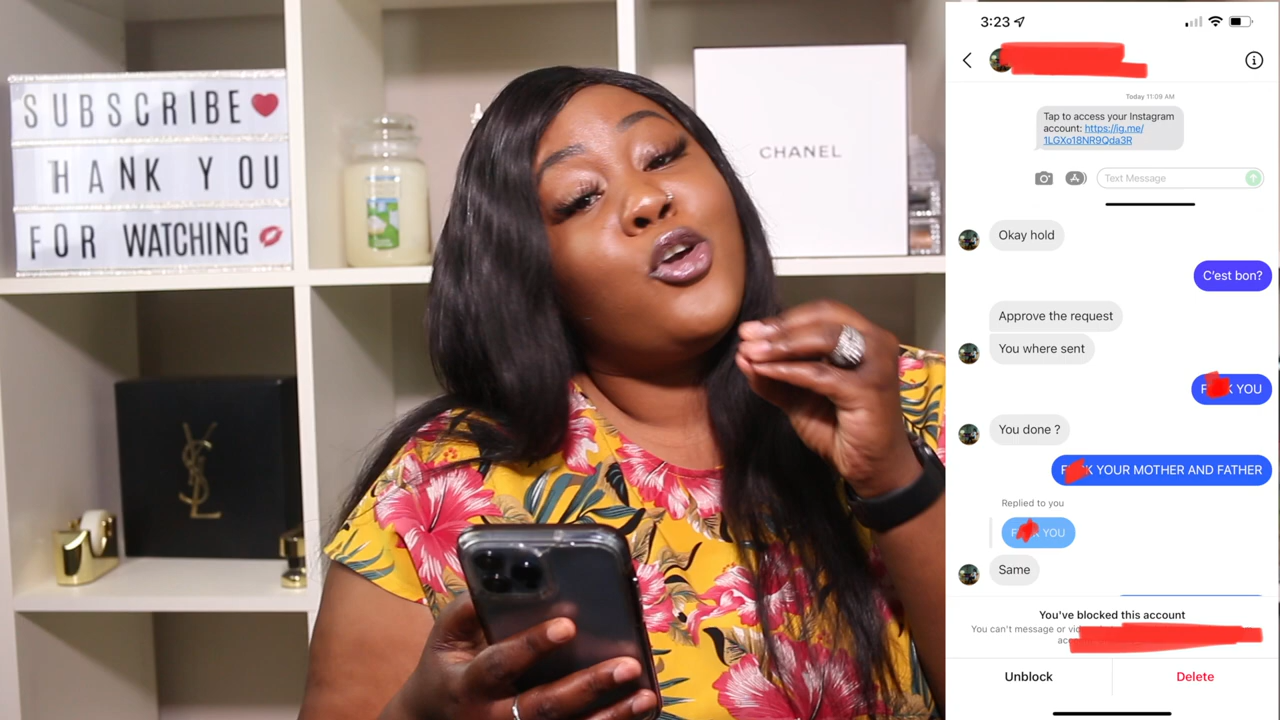 SUBSCRIBE
THANK YOU
FOR WATCHING
CHANEL
YSL
3:23
Today 11:09 AM
Tap to access your Instagram
account: https://ig.me/
1LGXo18NR9Qda3R
Text Message
Okay hold
C'est bon?
Approve the request
You where sent
YOU
You done ?
YOUR MOTHER AND FATHER
Replied to you
YOU
Same
You've blocked this account
You can't message or
Unblock
Delete